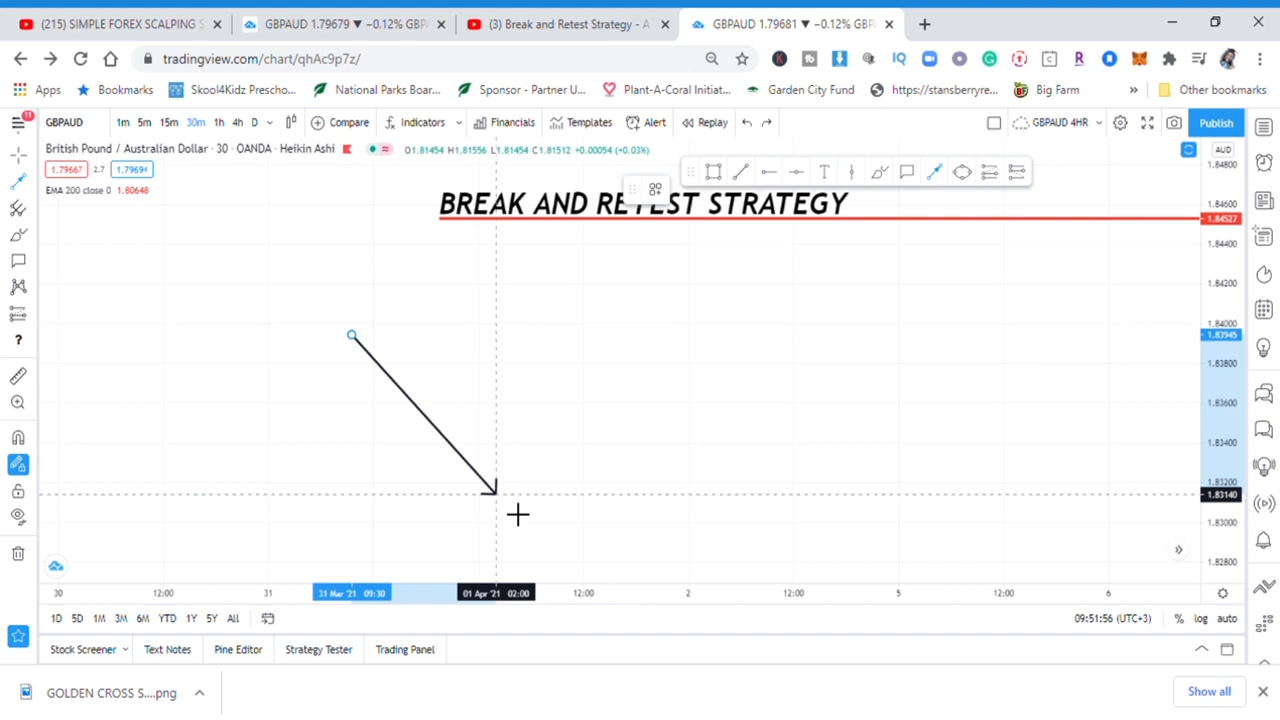 (215) SIMPLE FOREX SCALPING S
GBPAUD 1.79679 ▼ −0.12% GBP
(3) Break and Retest Strategy - A
GBPAUD 1.79681 ▼ −0.12% GBP
tradingview.com/chart/qhAc9p7z/
Apps
Bookmarks
Skool4Kidz Prescho...
National Parks Boar...
Sponsor - Partner U...
Plant-A-Coral Initiat...
Garden City Fund
https://stansberryre...
Big Farm
»
Other bookmarks
11
GBPAUD
1m 5m 15m 30m 1h 4h D
Compare
Indicators
Financials
Templates
Alert
Replay
GBPAUD 4HR
Publish
British Pound / Australian Dollar · 30 · OANDA · Heikin Ashi
O1.81454 H1.81556 L1.81454 C1.81512 +0.00054 (+0.03%)
AUD
1.79667 2.7 1.79694
EMA 200 close 0 1.80648
BREAK AND RETEST STRATEGY
1.84800
1.84600
1.84527
1.84400
1.84200
1.84000
1.83945
1.83800
1.83600
1.83400
1.83200
1.83140
1.83000
1.82800
30 12:00 31 31 Mar '21 09:30 01 Apr '21 02:00 12:00 2 12:00 5 12:00 6
1D 5D 1M 3M 6M YTD 1Y 5Y All
09:51:56 (UTC+3) % log auto
Stock Screener Text Notes Pine Editor Strategy Tester Trading Panel
GOLDEN CROSS S....png
Show all